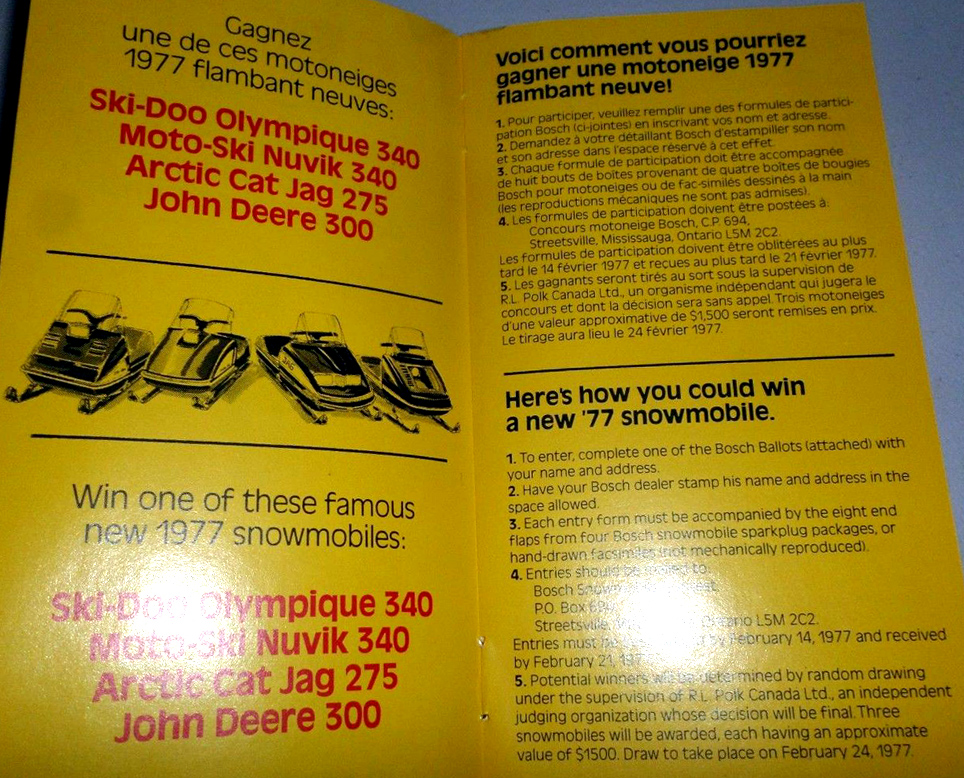 Gagnez
une de ces motoneiges
1977 flambant neuves:
Ski-Doo Olympique 340
Moto-Ski Nuvik 340
Arctic Cat Jag 275
John Deere 300
JAG
Win one of these famous
new 1977 snowmobiles:
Ski-Doo Olympique 340
Moto-Ski Nuvik 340
Arctic Cat Jag 275
John Deere 300
Voici comment vous pourriez
gagner une motoneige 1977
flambant neuve!
1. Pour participer, veuillez remplir une des formules de partici-
pation Bosch (ci-jointes) en inscrivant vos nom et adresse.
2. Demandez à votre détaillant Bosch d'estampiller son nom
et son adresse dans l'espace réservé à cet effet.
3. Chaque formule de participation doit être accompagnée
de huit bouts de boîtes provenant de quatre boîtes de bougies
Bosch pour motoneiges ou de fac-similés dessinés à la main
(les reproductions mécaniques ne sont pas admises).
4. Les formules de participation doivent être postées à:
Concours motoneige Bosch, C.P. 694,
Streetsville, Mississauga, Ontario L5M 2C2.
Les formules de participation doivent être oblitérées au plus
tard le 14 février 1977 et reçues au plus tard le 21 février 1977.
5. Les gagnants seront tirés au sort sous la supervision de
R.L. Polk Canada Ltd., un organisme indépendant qui jugera le
concours et dont la décision sera sans appel. Trois motoneiges
d'une valeur approximative de $1,500 seront remises en prix.
Le tirage aura lieu le 24 février 1977.
Here's how you could win
a new '77 snowmobile.
1. To enter, complete one of the Bosch Ballots (attached) with
your name and address.
2. Have your Bosch dealer stamp his name and address in the
space allowed.
3. Each entry form must be accompanied by the eight end
flaps from four Bosch snowmobile sparkplug packages, or
hand-drawn facsimiles (not mechanically reproduced).
4. Entries should be mailed to:
Bosch
P.O. Box 694,
Streetsville, Ontario L5M 2C2.
Entries must by February 14, 1977 and received
by February 21, 1977.
5. Potential winners will be determined by random drawing
under the supervision of R.L. Polk Canada Ltd., an independent
judging organization whose decision will be final. Three
snowmobiles will be awarded, each having an approximate
value of $1500. Draw to take place on February 24, 1977.